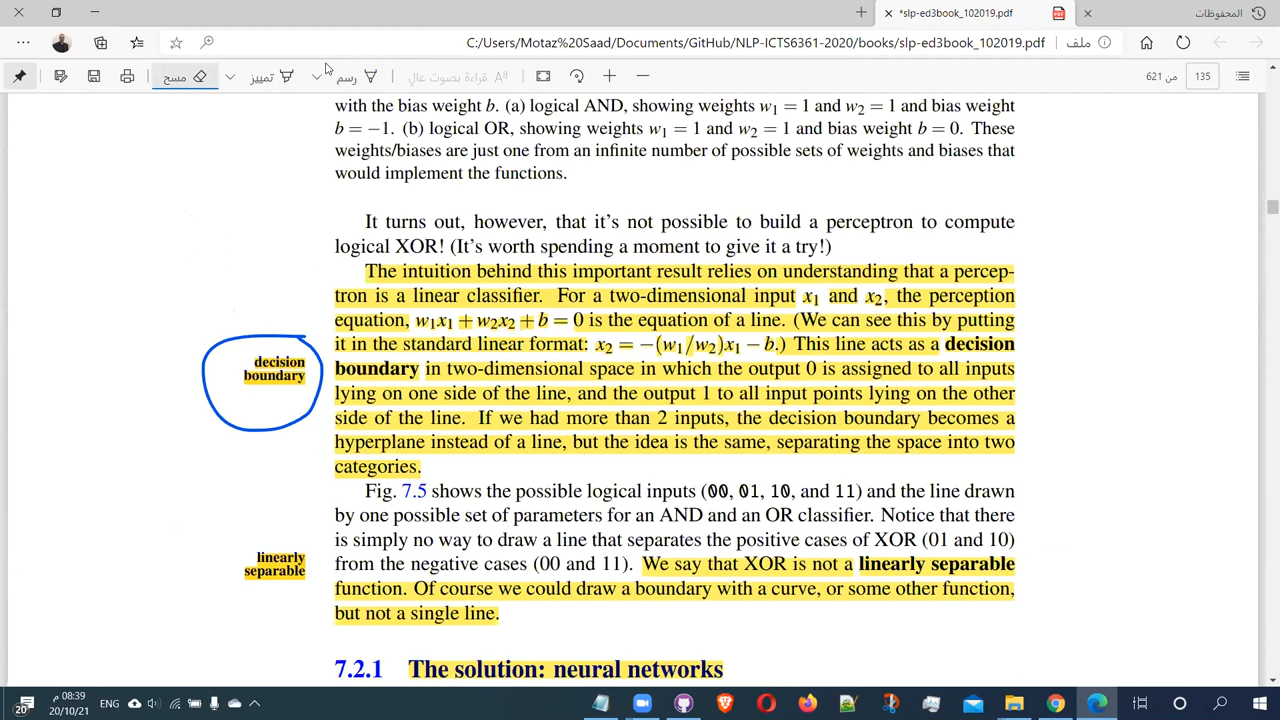 *slp-ed3book_102019.pdf
المحفوظات
C:/Users/Motaz%20Saad/Documents/GitHub/NLP-ICTS6361-2020/books/slp-ed3book_102019.pdf
ملف
مسح
تمييز
رسم
قراءة بصوت عالٍ
من 621
135
with the bias weight b. (a) logical AND, showing weights w1 = 1 and w2 = 1 and bias weight
b = −1. (b) logical OR, showing weights w1 = 1 and w2 = 1 and bias weight b = 0. These
weights/biases are just one from an infinite number of possible sets of weights and biases that
would implement the functions.
It turns out, however, that it's not possible to build a perceptron to compute
logical XOR! (It's worth spending a moment to give it a try!)
The intuition behind this important result relies on understanding that a percep-
tron is a linear classifier. For a two-dimensional input x1 and x2, the perception
equation, w1x1 + w2x2 + b = 0 is the equation of a line. (We can see this by putting
it in the standard linear format: x2 = −(w1/w2)x1 − b.) This line acts as a decision
decision
boundary
boundary in two-dimensional space in which the output 0 is assigned to all inputs
lying on one side of the line, and the output 1 to all input points lying on the other
side of the line. If we had more than 2 inputs, the decision boundary becomes a
hyperplane instead of a line, but the idea is the same, separating the space into two
categories.
Fig. 7.5 shows the possible logical inputs (00, 01, 10, and 11) and the line drawn
by one possible set of parameters for an AND and an OR classifier. Notice that there
is simply no way to draw a line that separates the positive cases of XOR (01 and 10)
linearly
separable
from the negative cases (00 and 11). We say that XOR is not a linearly separable
function. Of course we could draw a boundary with a curve, or some other function,
but not a single line.
7.2.1 The solution: neural networks
20
08:39 م
20/10/21
ENG